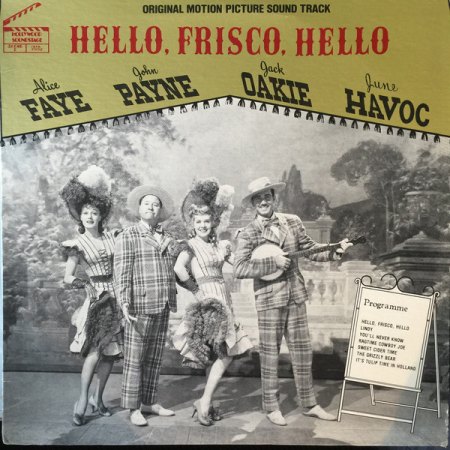 ORIGINAL MOTION PICTURE SOUND TRACK
HOLLYWOOD
SOUNDSTAGE
HELLO, FRISCO, HELLO
Alice FAYE
John PAYNE
Jack OAKIE
June HAVOC
Programme
HELLO, FRISCO, HELLO
LINDY
YOU'LL NEVER KNOW
RAGTIME COWBOY JOE
SWEET CIDER TIME
THE GRIZZLY BEAR
IT'S TULIP TIME IN HOLLAND